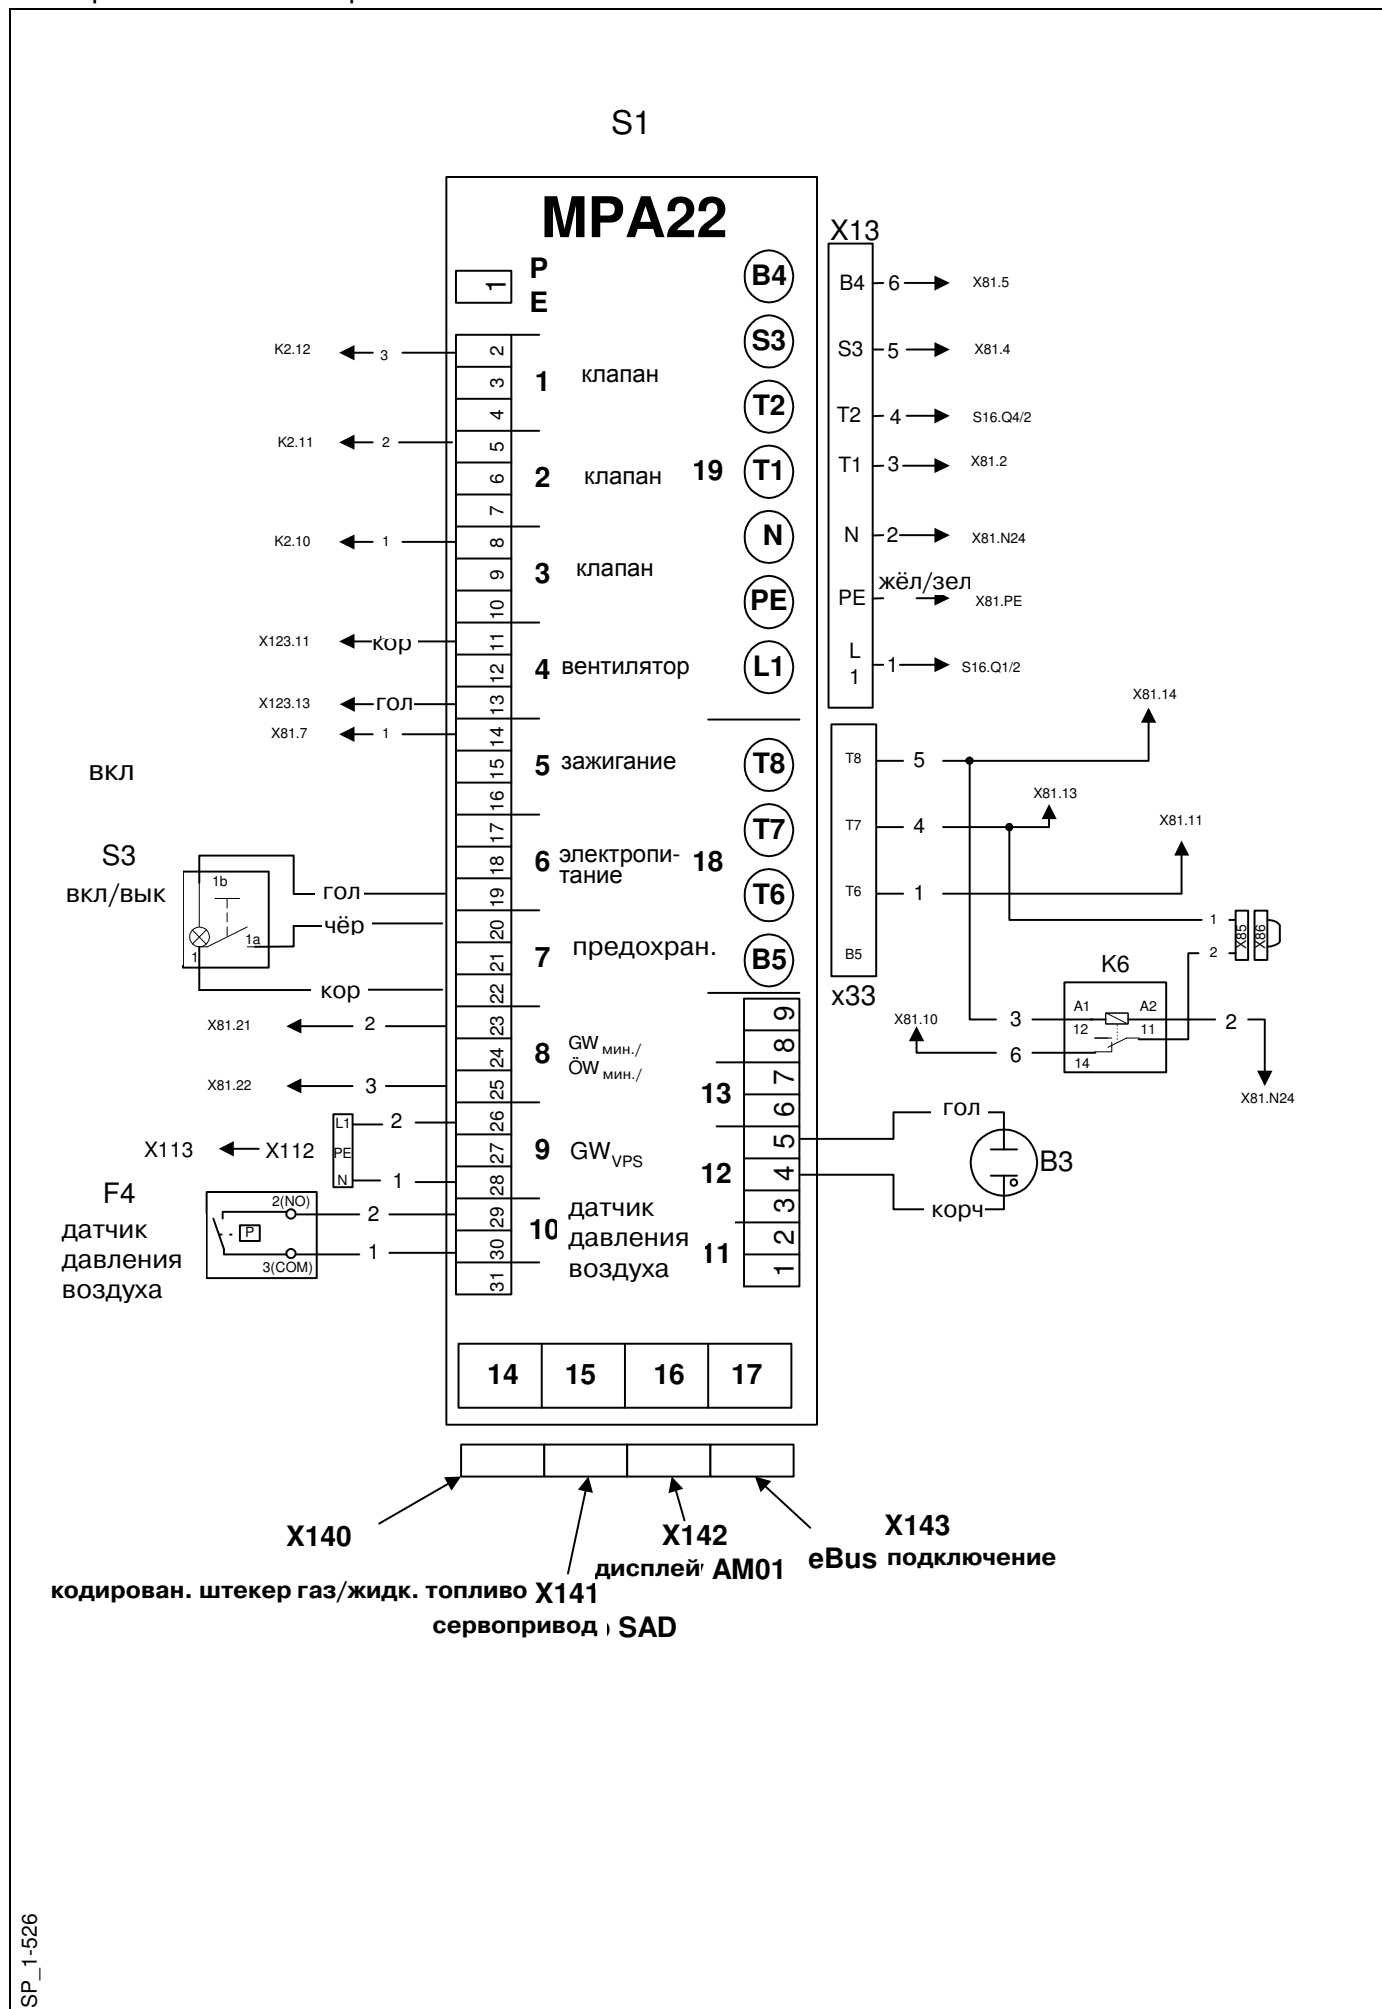 S1
MPA22
P
E
1
2
3
4
5
6
7
8
9
10
11
12
13
14
15
16
17
18
19
20
21
22
23
24
25
26
27
28
29
30
31
1 клапан
2 клапан
3 клапан
4 вентилятор
5 зажигание
6 электропи-
тание
7 предохран.
8 GW мин./
ÖW мин./
9 GW VPS
10 датчик
давления
воздуха
B4
S3
T2
19 T1
N
PE
L1
T8
T7
18
T6
B5
9
8
7
13
6
5
12
4
3
2
11
1
14 15 16 17
K2.12 3
K2.11 2
K2.10 1
X123.11 кор
X123.13 гол
X81.7 1
вкл
S3
вкл/вык
1b
1a
1
гол
чёр
кор
X81.21 2
X81.22 3
X113 X112
L1 2
PE
N 1
F4
датчик
давления
воздуха
2(NO) 2
P
3(COM) 1
X13
B4 6 X81.5
S3 5 X81.4
T2 4 S16.Q4/2
T1 3 X81.2
N 2 X81.N24
жёл/зел
PE X81.PE
L
1
1 S16.Q1/2
X81.14
T8 5
X81.13
T7 4
X81.11
T6 1
B5
x33
1
2
X85 X86
K6
X81.10
3
6
A1 A2
12 11
14
2
X81.N24
гол
B3
корч
X140
кодирован. штекер газ/жидк. топливо
X141
сервопривод SAD
X142
дисплей AM01
X143
eBus подключение
SP_1-526